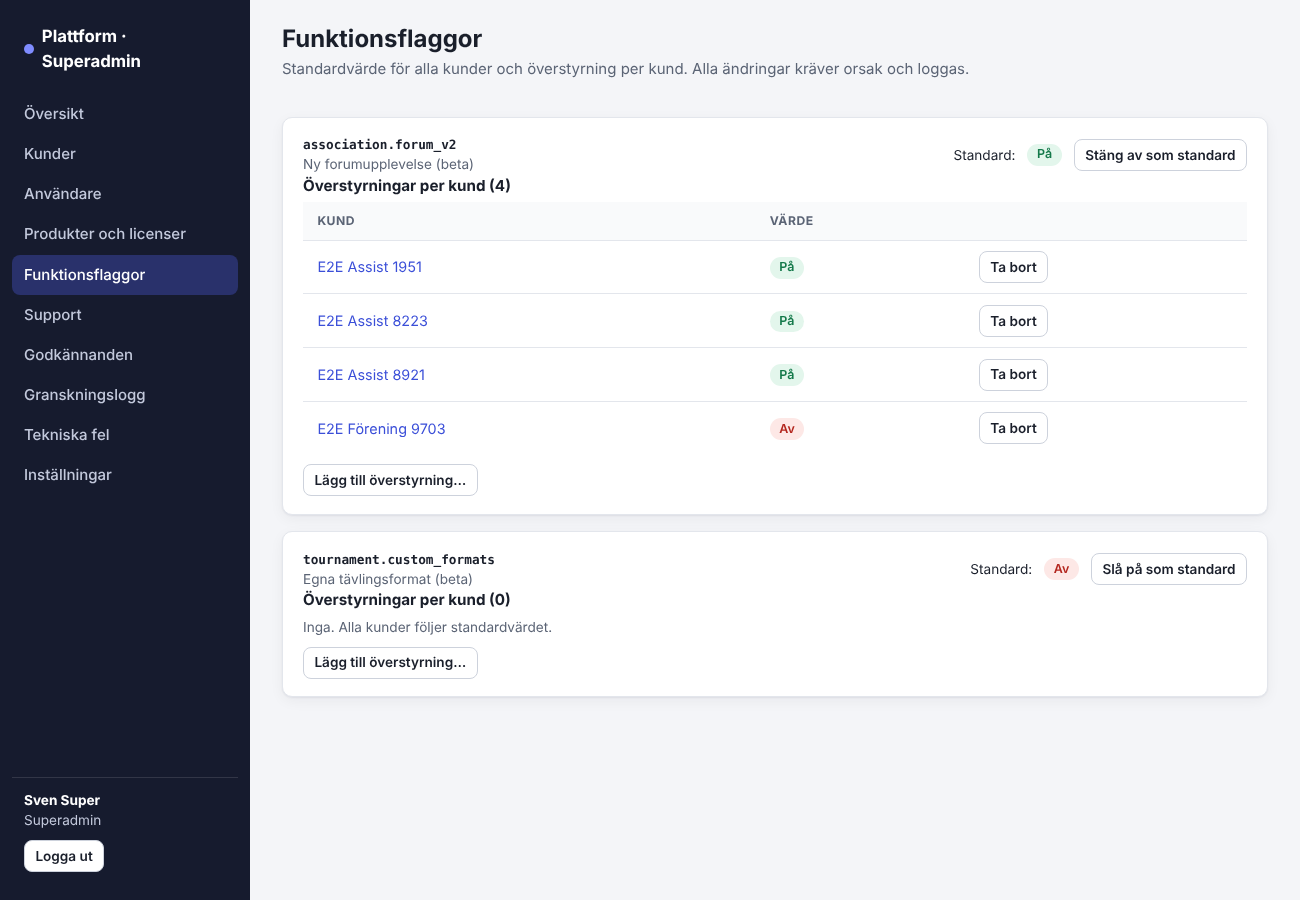 Plattform ·
Superadmin
Översikt
Kunder
Användare
Produkter och licenser
Funktionsflaggor
Support
Godkännanden
Granskningslogg
Tekniska fel
Inställningar
Sven Super
Superadmin
Logga ut
Funktionsflaggor
Standardvärde för alla kunder och överstyrning per kund. Alla ändringar kräver orsak och loggas.
association.forum_v2
Ny forumupplevelse (beta)
Standard: På Stäng av som standard
Överstyrningar per kund (4)
KUND VÄRDE
E2E Assist 1951 På Ta bort
E2E Assist 8223 På Ta bort
E2E Assist 8921 På Ta bort
E2E Förening 9703 Av Ta bort
Lägg till överstyrning…
tournament.custom_formats
Egna tävlingsformat (beta)
Standard: Av Slå på som standard
Överstyrningar per kund (0)
Inga. Alla kunder följer standardvärdet.
Lägg till överstyrning…